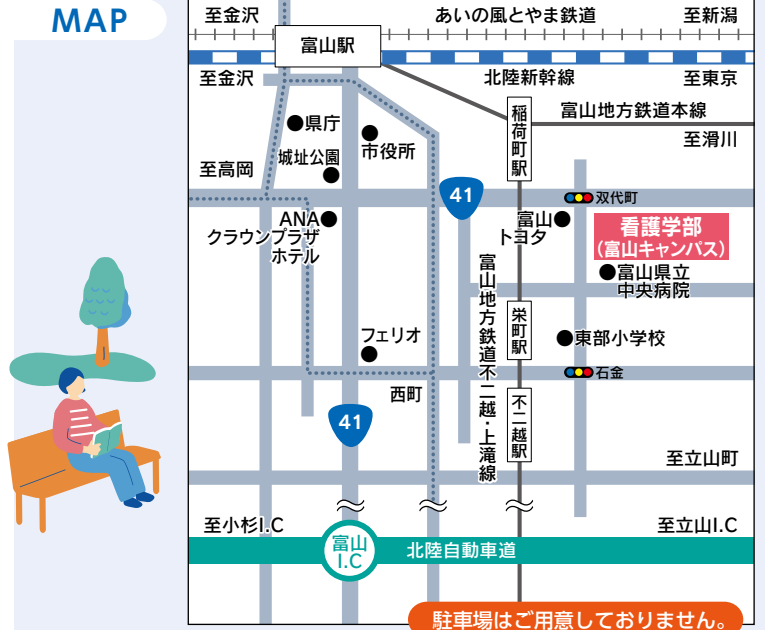 MAP
至金沢
あいの風とやま鉄道
至新潟
富山駅
至金沢
北陸新幹線
至東京
富山地方鉄道本線
稲荷町駅
至滑川
県庁
市役所
城址公園
至高岡
41
双代町
ANA
クラウンプラザ
ホテル
富山
トヨタ
看護学部
(富山キャンパス)
富山県立
中央病院
富山地方鉄道不二越・上滝線
栄町駅
フェリオ
東部小学校
石金
西町
不二越駅
41
至立山町
至小杉I.C
至立山I.C
富山
I.C
北陸自動車道
駐車場はご用意しておりません。